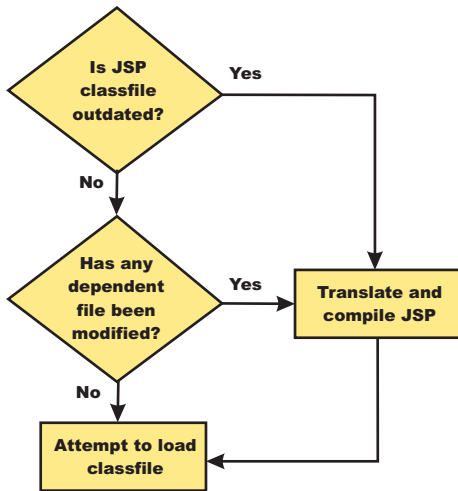 Is JSP
classfile
outdated?
Yes
No
Has any
dependent
file been
modified?
Yes
Translate and
compile JSP
No
Attempt to load
classfile